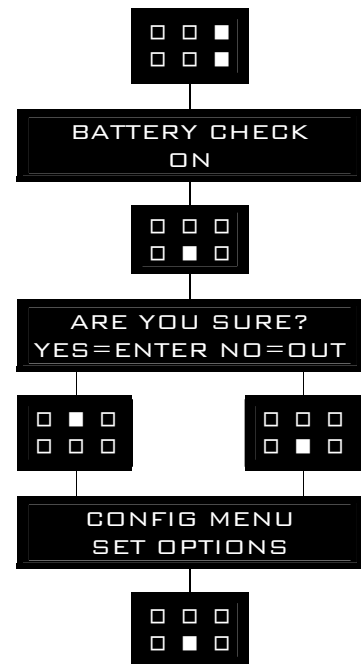 BATTERY CHECK
ON
ARE YOU SURE?
YES=ENTER NO=OUT
CONFIG MENU
SET OPTIONS